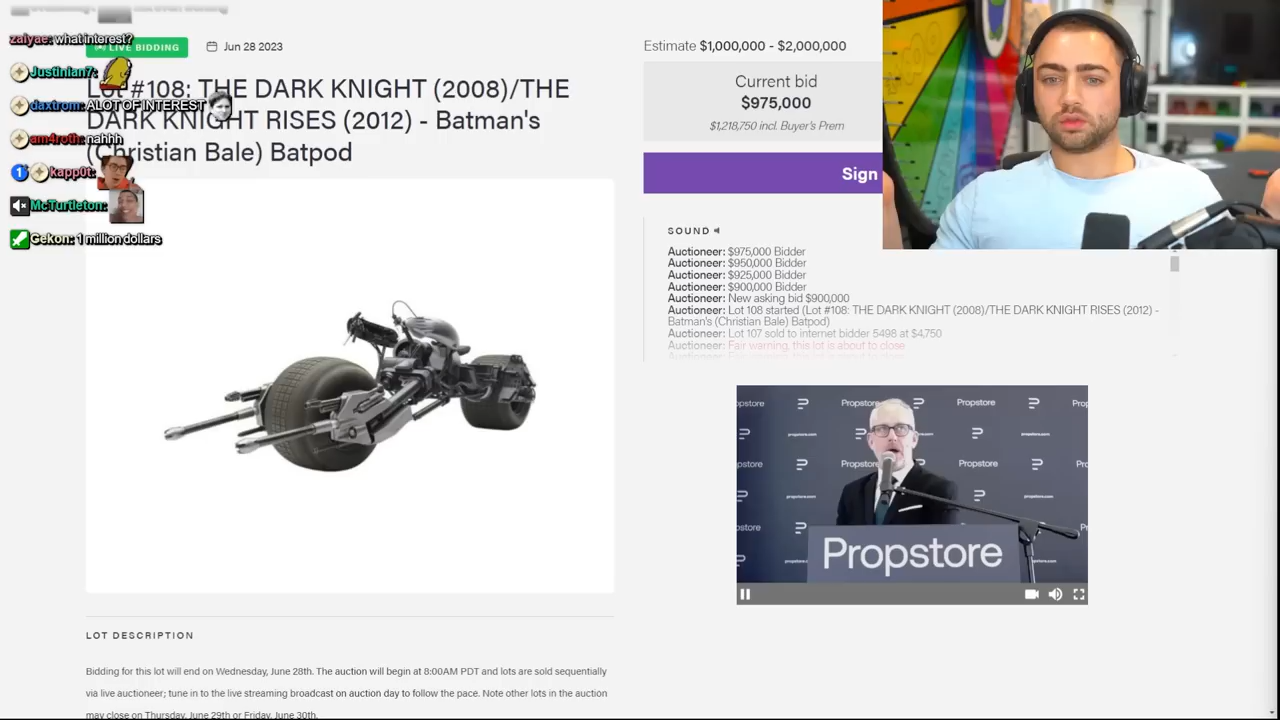 zaiyae: what interest?
LIVE BIDDING
Jun 28 2023
Justinian7:
Lot #108: THE DARK KNIGHT (2008)/THE
daxtrom: ALOT OF INTEREST
DARK KNIGHT RISES (2012) - Batman's
am4roth: nahhh
(Christian Bale) Batpod
1 kapp0t:
McTurtleton:
Gekon: 1 million dollars
Estimate $1,000,000 - $2,000,000
Current bid
$975,000
$1,218,750 incl. Buyer's Prem
Sign
SOUND
Auctioneer: $975,000 Bidder
Auctioneer: $950,000 Bidder
Auctioneer: $925,000 Bidder
Auctioneer: $900,000 Bidder
Auctioneer: New asking bid $900,000
Auctioneer: Lot 108 started (Lot #108: THE DARK KNIGHT (2008)/THE DARK KNIGHT RISES (2012) -
Batman's (Christian Bale) Batpod)
Auctioneer: Lot 107 sold to internet bidder 5498 at $4,750
Auctioneer: Fair warning, this lot is about to close
Propstore
propstore.com
Propstore
LOT DESCRIPTION
Bidding for this lot will end on Wednesday, June 28th. The auction will begin at 8:00AM PDT and lots are sold sequentially
via live auctioneer; tune in to the live streaming broadcast on auction day to follow the pace. Note other lots in the auction
may close on Thursday, June 29th or Friday, June 30th.